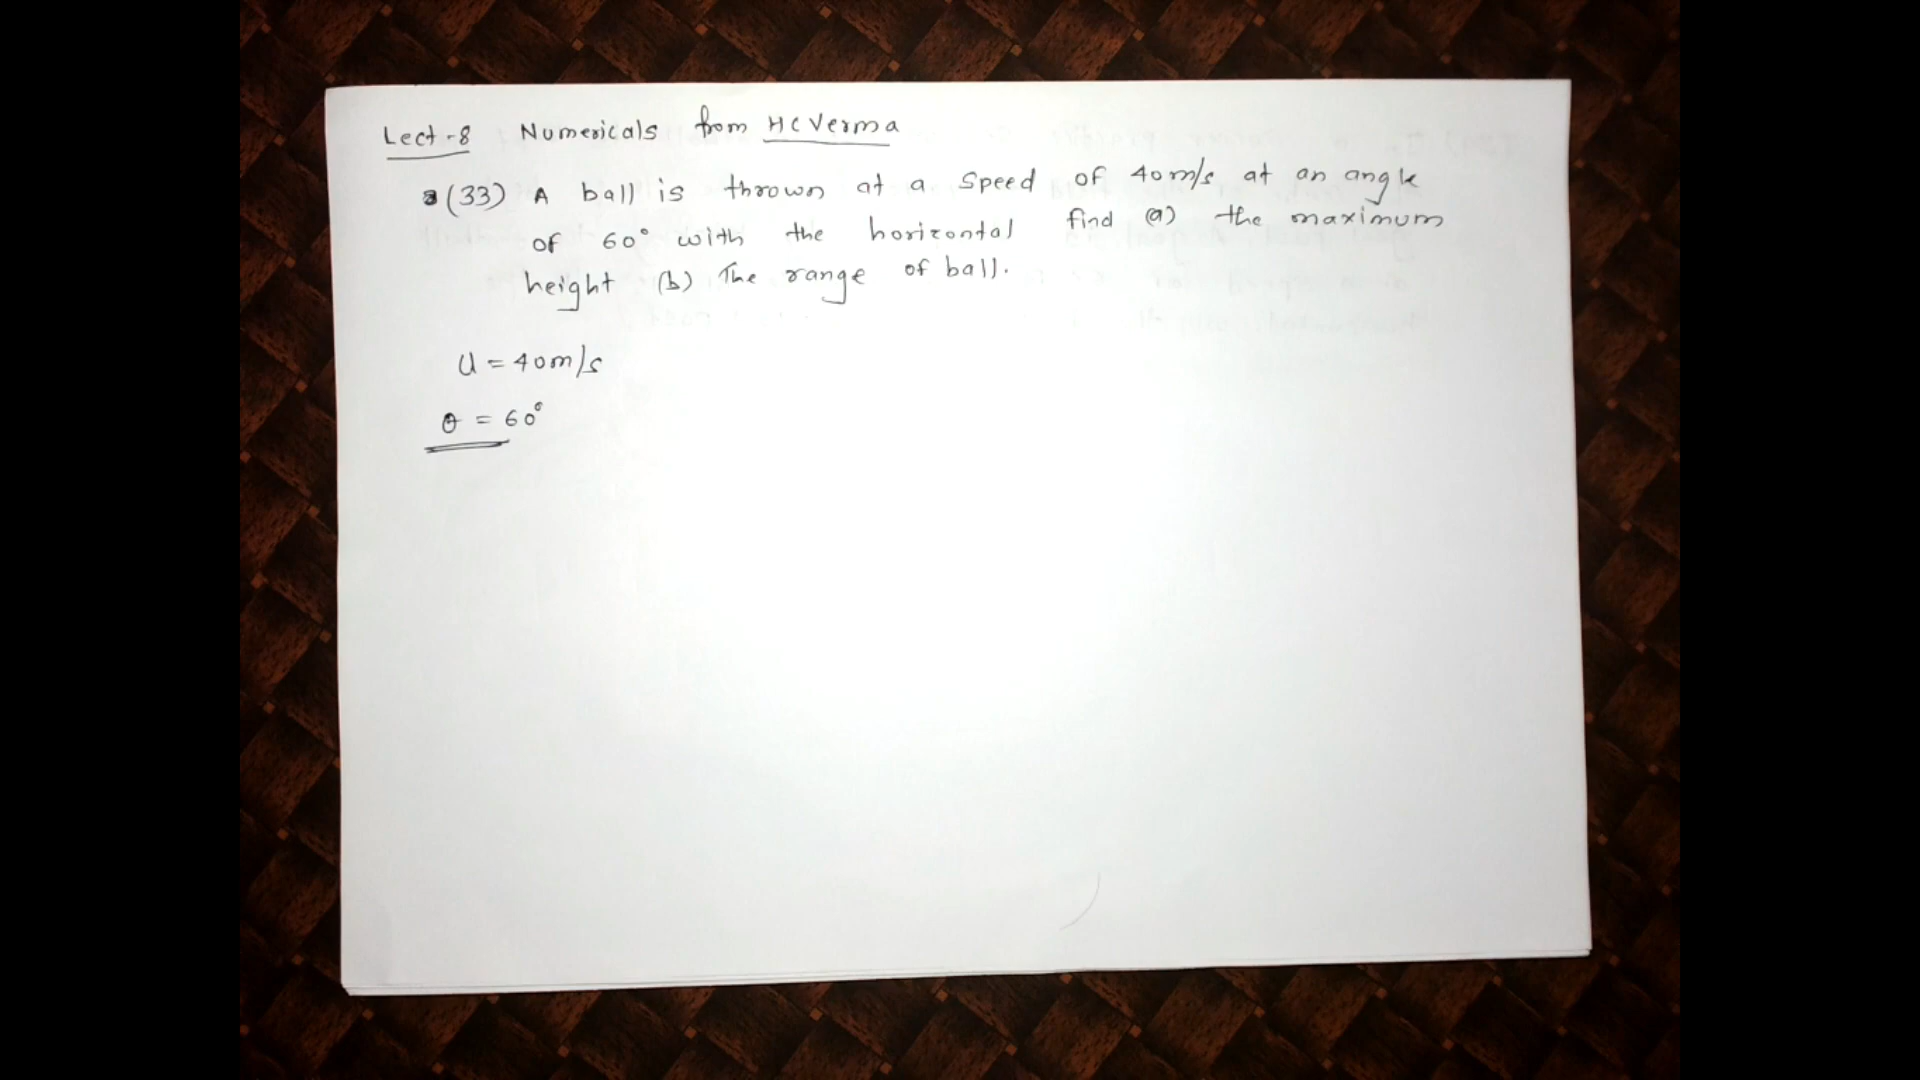 Lect-8 Numericals from HC Verma
(33) A ball is thrown at a speed of 40m/s at an angle
of 60° with the horizontal find (a) the maximum
height (b) The range of ball.
U = 40m/s
θ = 60°